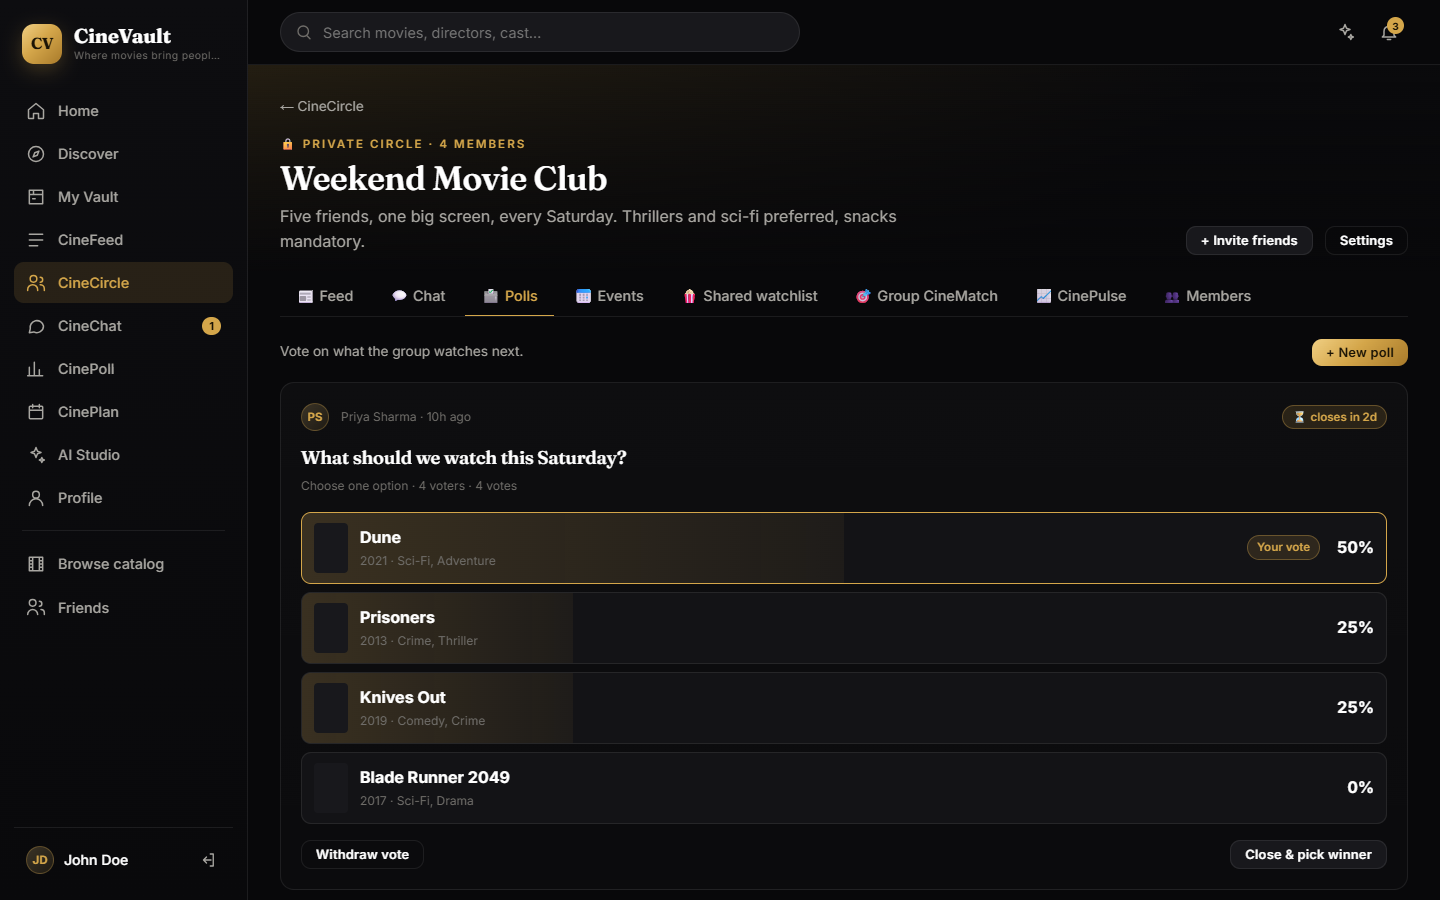 CV
CineVault
Where movies bring peopl...
Home
Discover
My Vault
CineFeed
CineCircle
CineChat 1
CinePoll
CinePlan
AI Studio
Profile
Browse catalog
Friends
JD John Doe
Search movies, directors, cast...
3
← CineCircle
PRIVATE CIRCLE · 4 MEMBERS
Weekend Movie Club
Five friends, one big screen, every Saturday. Thrillers and sci-fi preferred, snacks
mandatory.
+ Invite friends Settings
Feed Chat Polls Events Shared watchlist Group CineMatch CinePulse Members
Vote on what the group watches next.
+ New poll
PS Priya Sharma · 10h ago
closes in 2d
What should we watch this Saturday?
Choose one option · 4 voters · 4 votes
Dune
2021 · Sci-Fi, Adventure
Your vote 50%
Prisoners
2013 · Crime, Thriller
25%
Knives Out
2019 · Comedy, Crime
25%
Blade Runner 2049
2017 · Sci-Fi, Drama
0%
Withdraw vote
Close & pick winner